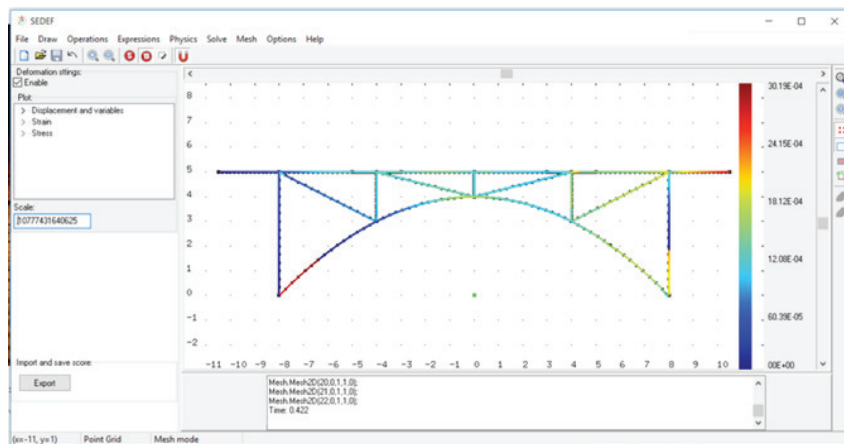 SEDEF
File Draw Operations Expressions Physics Solve Mesh Options Help
Deformation sttings:
Enable
Plot:
> Displacement and variables
> Strain
> Stress
Scale:
10777431640625
Import and save score:
Export
8
7
6
5
4
3
2
1
0
-1
-2
-11 -10 -9 -8 -7 -6 -5 -4 -3 -2 -1 0 1 2 3 4 5 6 7 8 9 10
30.19E-04
24.15E-04
18.12E-04
12.08E-04
60.39E-05
00E+00
Mesh.Mesh2D(20,0,1,1,0);
Mesh.Mesh2D(21,0,1,1,0);
Mesh.Mesh2D(22,0,1,1,0);
Time: 0.422
(x=-11, y=1) Point Grid Mesh mode